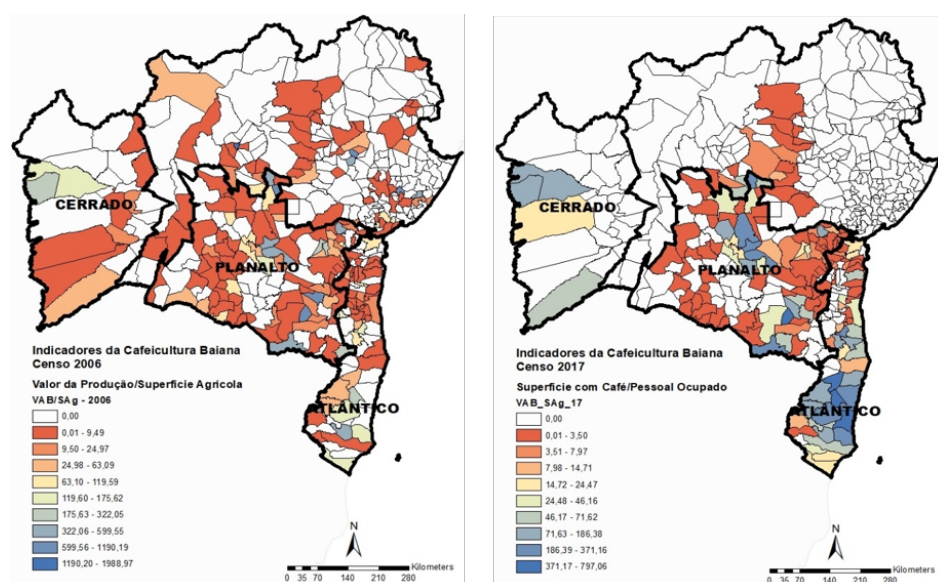 CERRADO
PLANALTO
ATLÂNTICO
Indicadores da Cafeicultura Baiana
Censo 2006
Valor da Produção/Superfície Agrícola
VAB/SAg - 2006
0,00
0,01 - 9,49
9,50 - 24,97
24,98 - 63,09
63,10 - 119,59
119,60 - 175,62
175,63 - 322,05
322,06 - 599,55
599,56 - 1190,19
1190,20 - 1988,97
N
Kilometers
0 35 70 140 210 280
CERRADO
PLANALTO
ATLÂNTICO
Indicadores da Cafeicultura Baiana
Censo 2017
Superfície com Café/Pessoal Ocupado
VAB_SAg_17
0,00
0,01 - 3,50
3,51 - 7,97
7,98 - 14,71
14,72 - 24,47
24,48 - 46,16
46,17 - 71,62
71,63 - 186,38
186,39 - 371,16
371,17 - 797,06
N
Kilometers
0 35 70 140 210 280